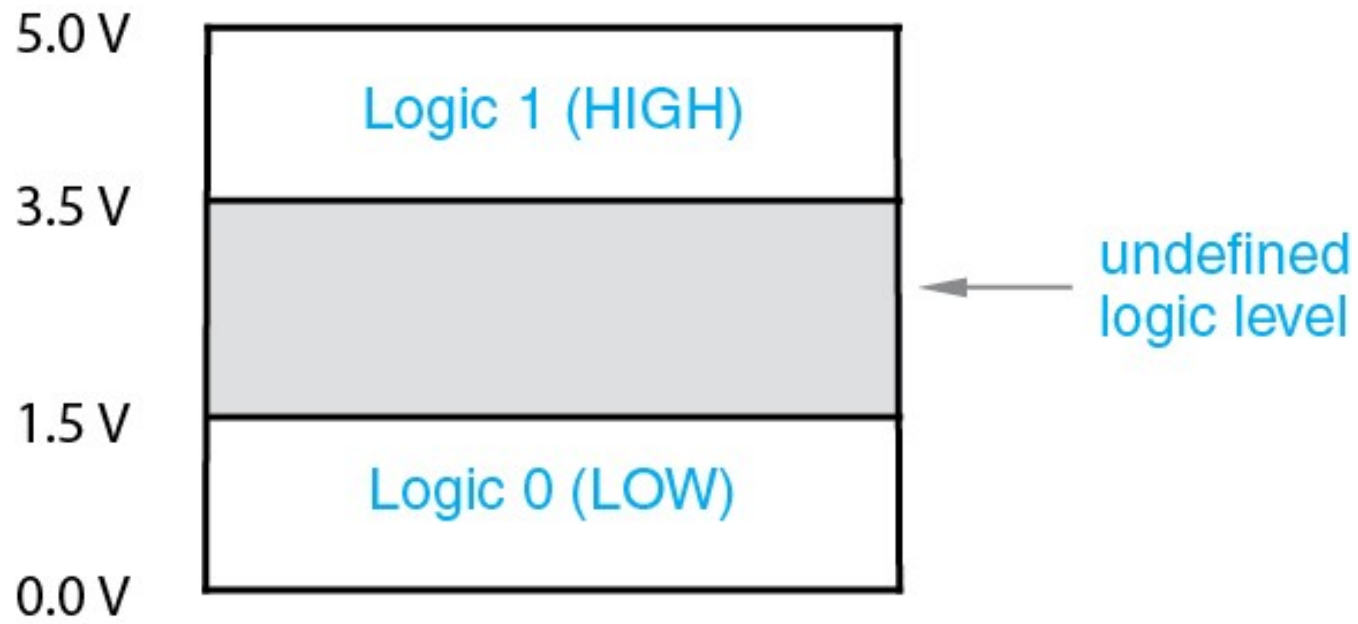 5.0 V
Logic 1 (HIGH)
3.5 V
undefined
logic level
1.5 V
Logic 0 (LOW)
0.0 V